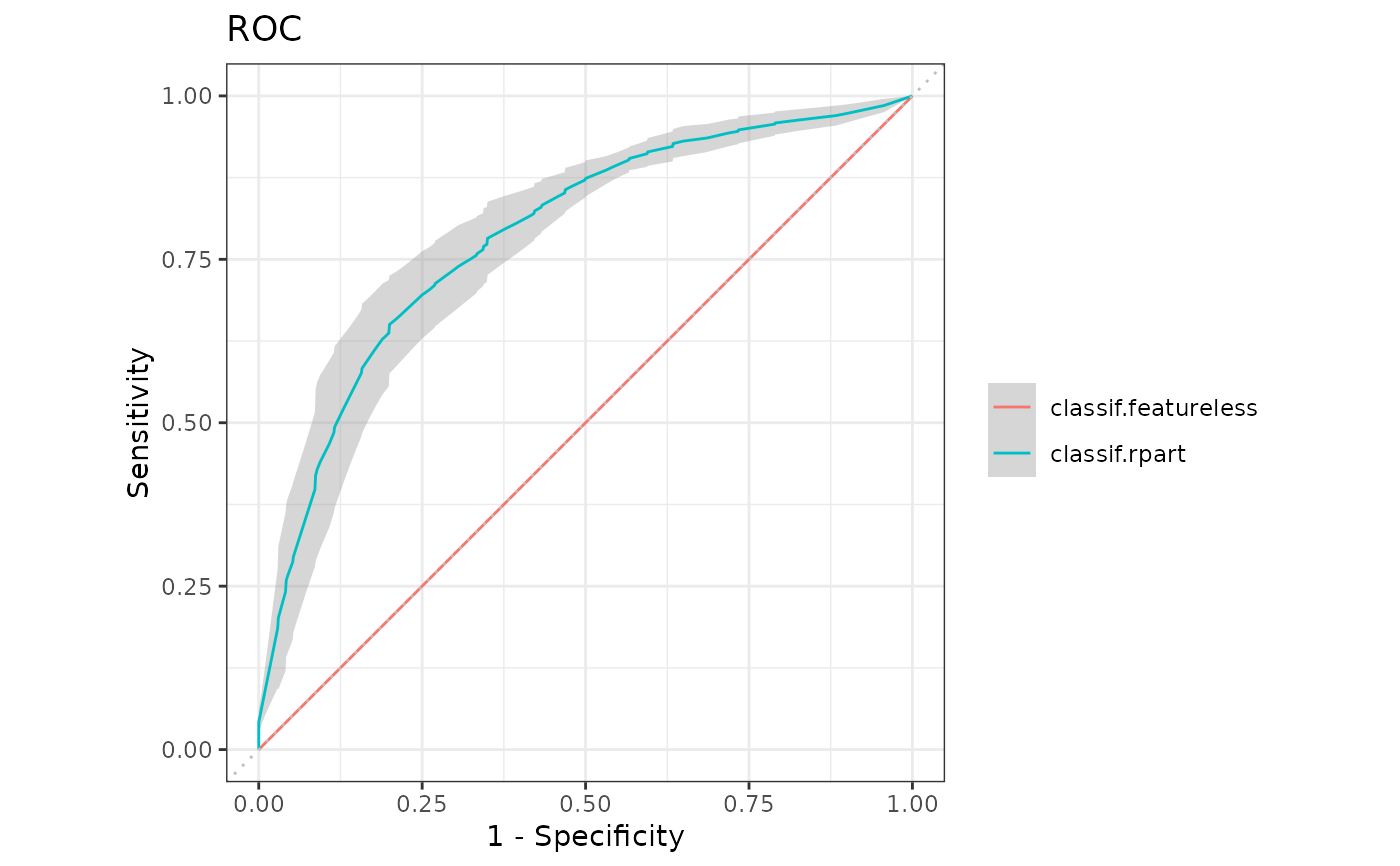 ROC
1.00
0.75
0.50
0.25
0.00
Sensitivity
0.00 0.25 0.50 0.75 1.00
1 - Specificity
classif.featureless
classif.rpart